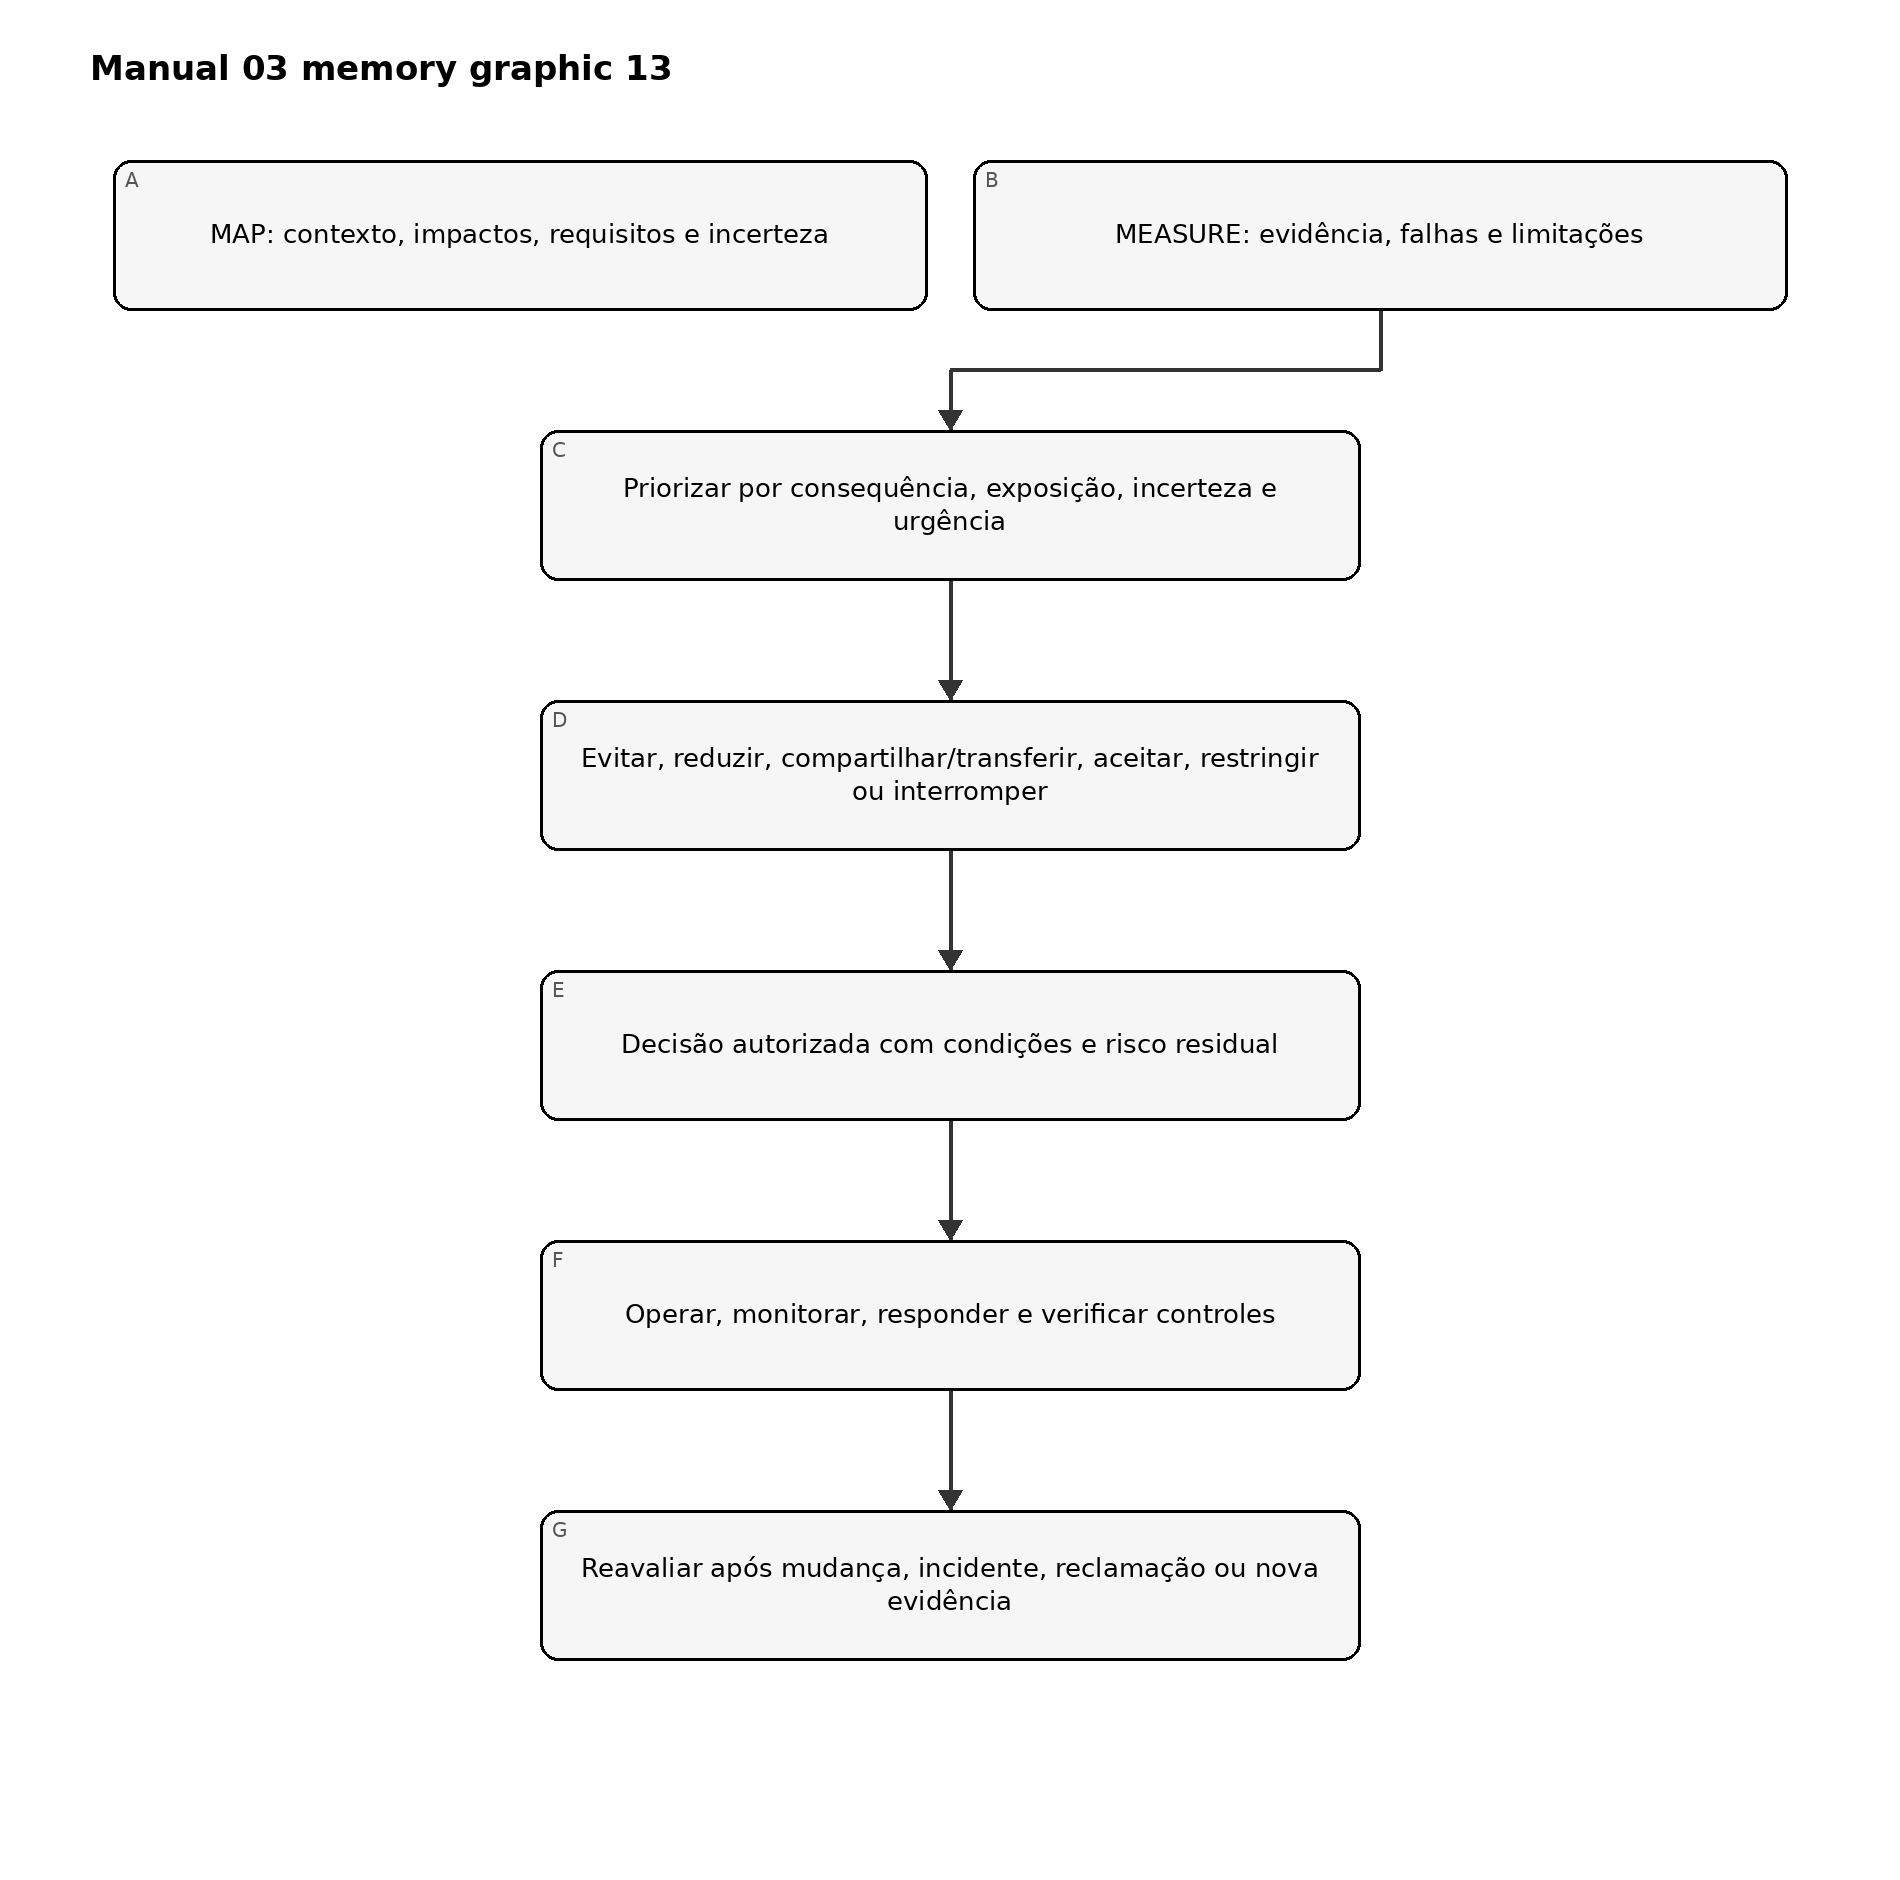 Manual 03 memory graphic 13
A
MAP: contexto, impactos, requisitos e incerteza
B
MEASURE: evidência, falhas e limitações
C
Priorizar por consequência, exposição, incerteza e
urgência
D
Evitar, reduzir, compartilhar/transferir, aceitar, restringir
ou interromper
E
Decisão autorizada com condições e risco residual
F
Operar, monitorar, responder e verificar controles
G
Reavaliar após mudança, incidente, reclamação ou nova
evidência